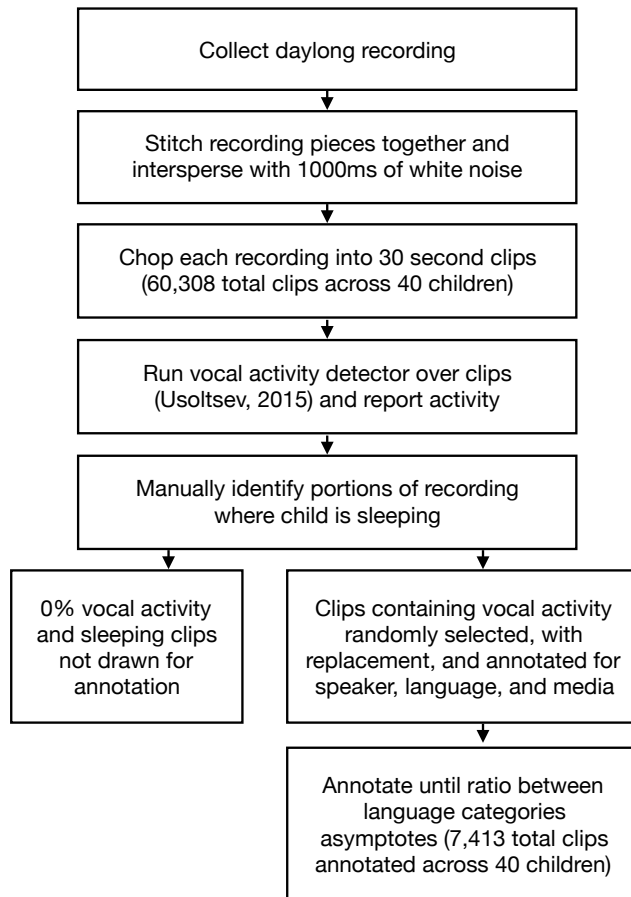 Collect daylong recording
Stitch recording pieces together and
intersperse with 1000ms of white noise
Chop each recording into 30 second clips
(60,308 total clips across 40 children)
Run vocal activity detector over clips
(Usoltsev, 2015) and report activity
Manually identify portions of recording
where child is sleeping
0% vocal activity
and sleeping clips
not drawn for
annotation
Clips containing vocal activity
randomly selected, with
replacement, and annotated for
speaker, language, and media
Annotate until ratio between
language categories
asymptotes (7,413 total clips
annotated across 40 children)